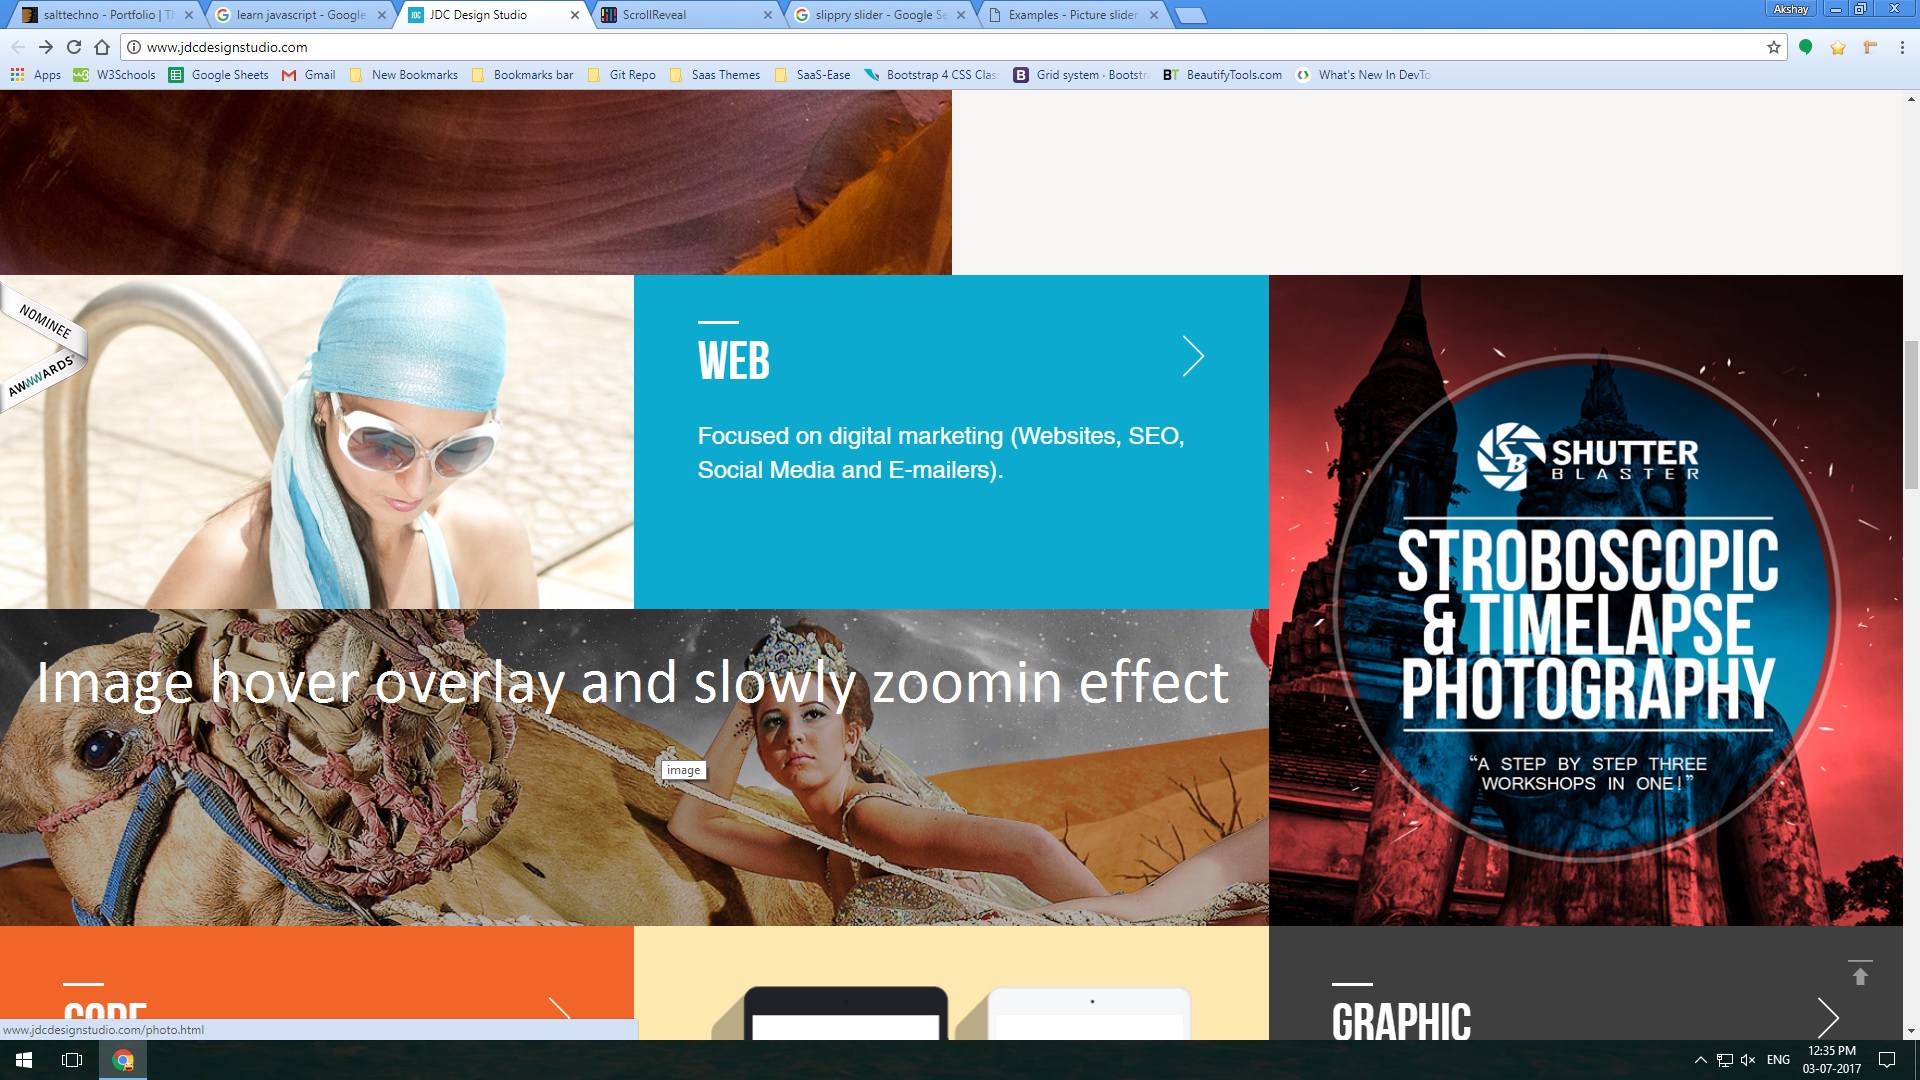 salttechno - Portfolio | Th
learn javascript - Google
JDC Design Studio
ScrollReveal
slippry slider - Google Se
Examples - Picture slider
Akshay
www.jdcdesignstudio.com
Apps
W3Schools
Google Sheets
Gmail
New Bookmarks
Bookmarks bar
Git Repo
Saas Themes
SaaS-Ease
Bootstrap 4 CSS Clas
Grid system · Bootstr
BT BeautifyTools.com
What's New In DevTo
NOMINEE
AWWWARDS
WEB
Focused on digital marketing (Websites, SEO,
Social Media and E-mailers).
SB SHUTTER
BLASTER
STROBOSCOPIC
& TIMELAPSE
PHOTOGRAPHY
“A STEP BY STEP THREE
WORKSHOPS IN ONE!”
Image hover overlay and slowly zoomin effect
image
CODE
GRAPHIC
www.jdcdesignstudio.com/photo.html
ENG
12:35 PM
03-07-2017